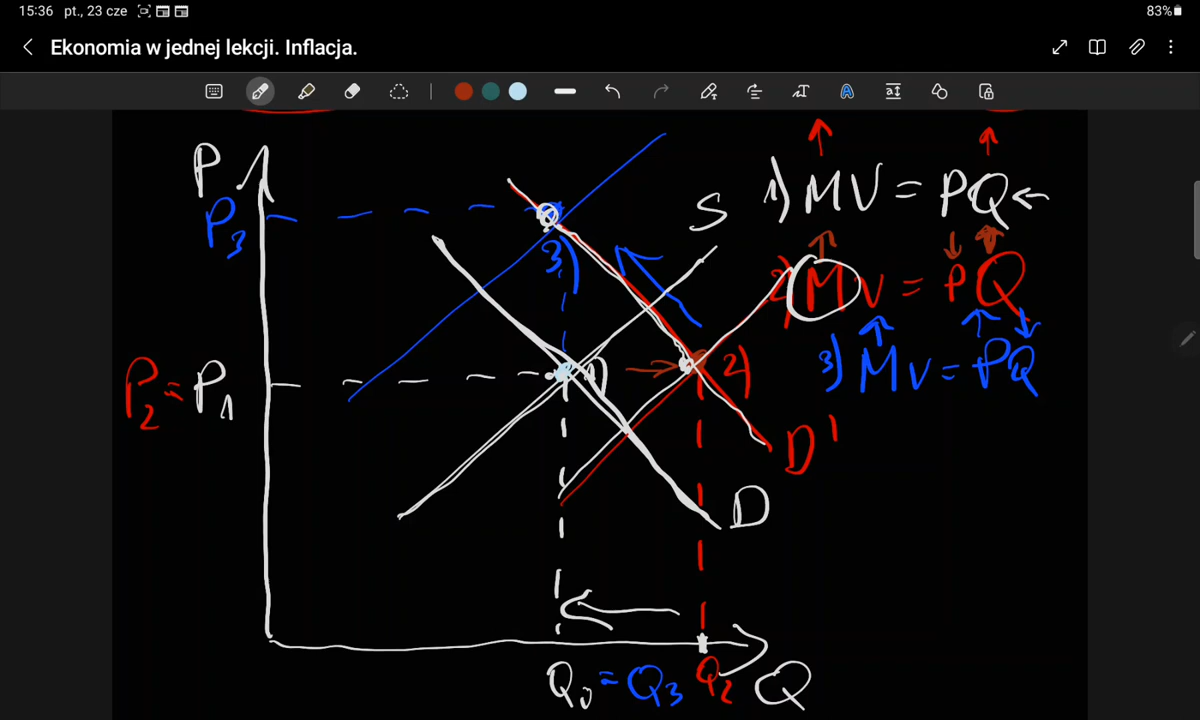 15:36 pt., 23 cze 83%
Ekonomia w jednej lekcji. Inflacja.
P
P3
S
1) MV = PQ
2) MV = PQ
3) MV = PQ
3)
P2 = P1
1)
2)
D'
D
Q0 = Q3 Q2 Q